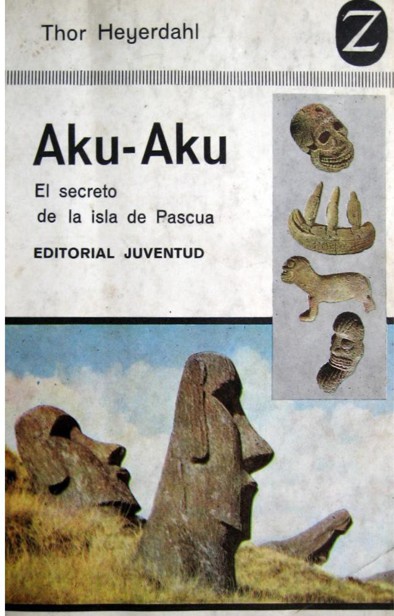 Thor Heyerdahl
Z
Aku-Aku
El secreto
de la isla de Pascua
EDITORIAL JUVENTUD